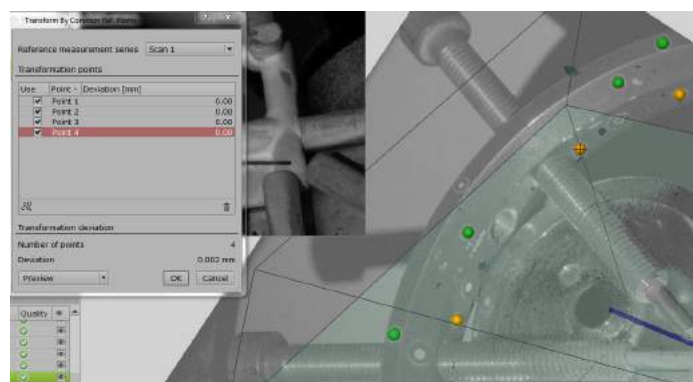 Transform By Common Ref. Points
Reference measurement series Scan 1
Transformation points
Use Point Deviation [mm]
Point 1 0.00
Point 2 0.00
Point 3 0.00
Point 4 0.00
Transformation deviation
Number of points 4
Deviation 0.002 mm
Preview OK Cancel
Quality